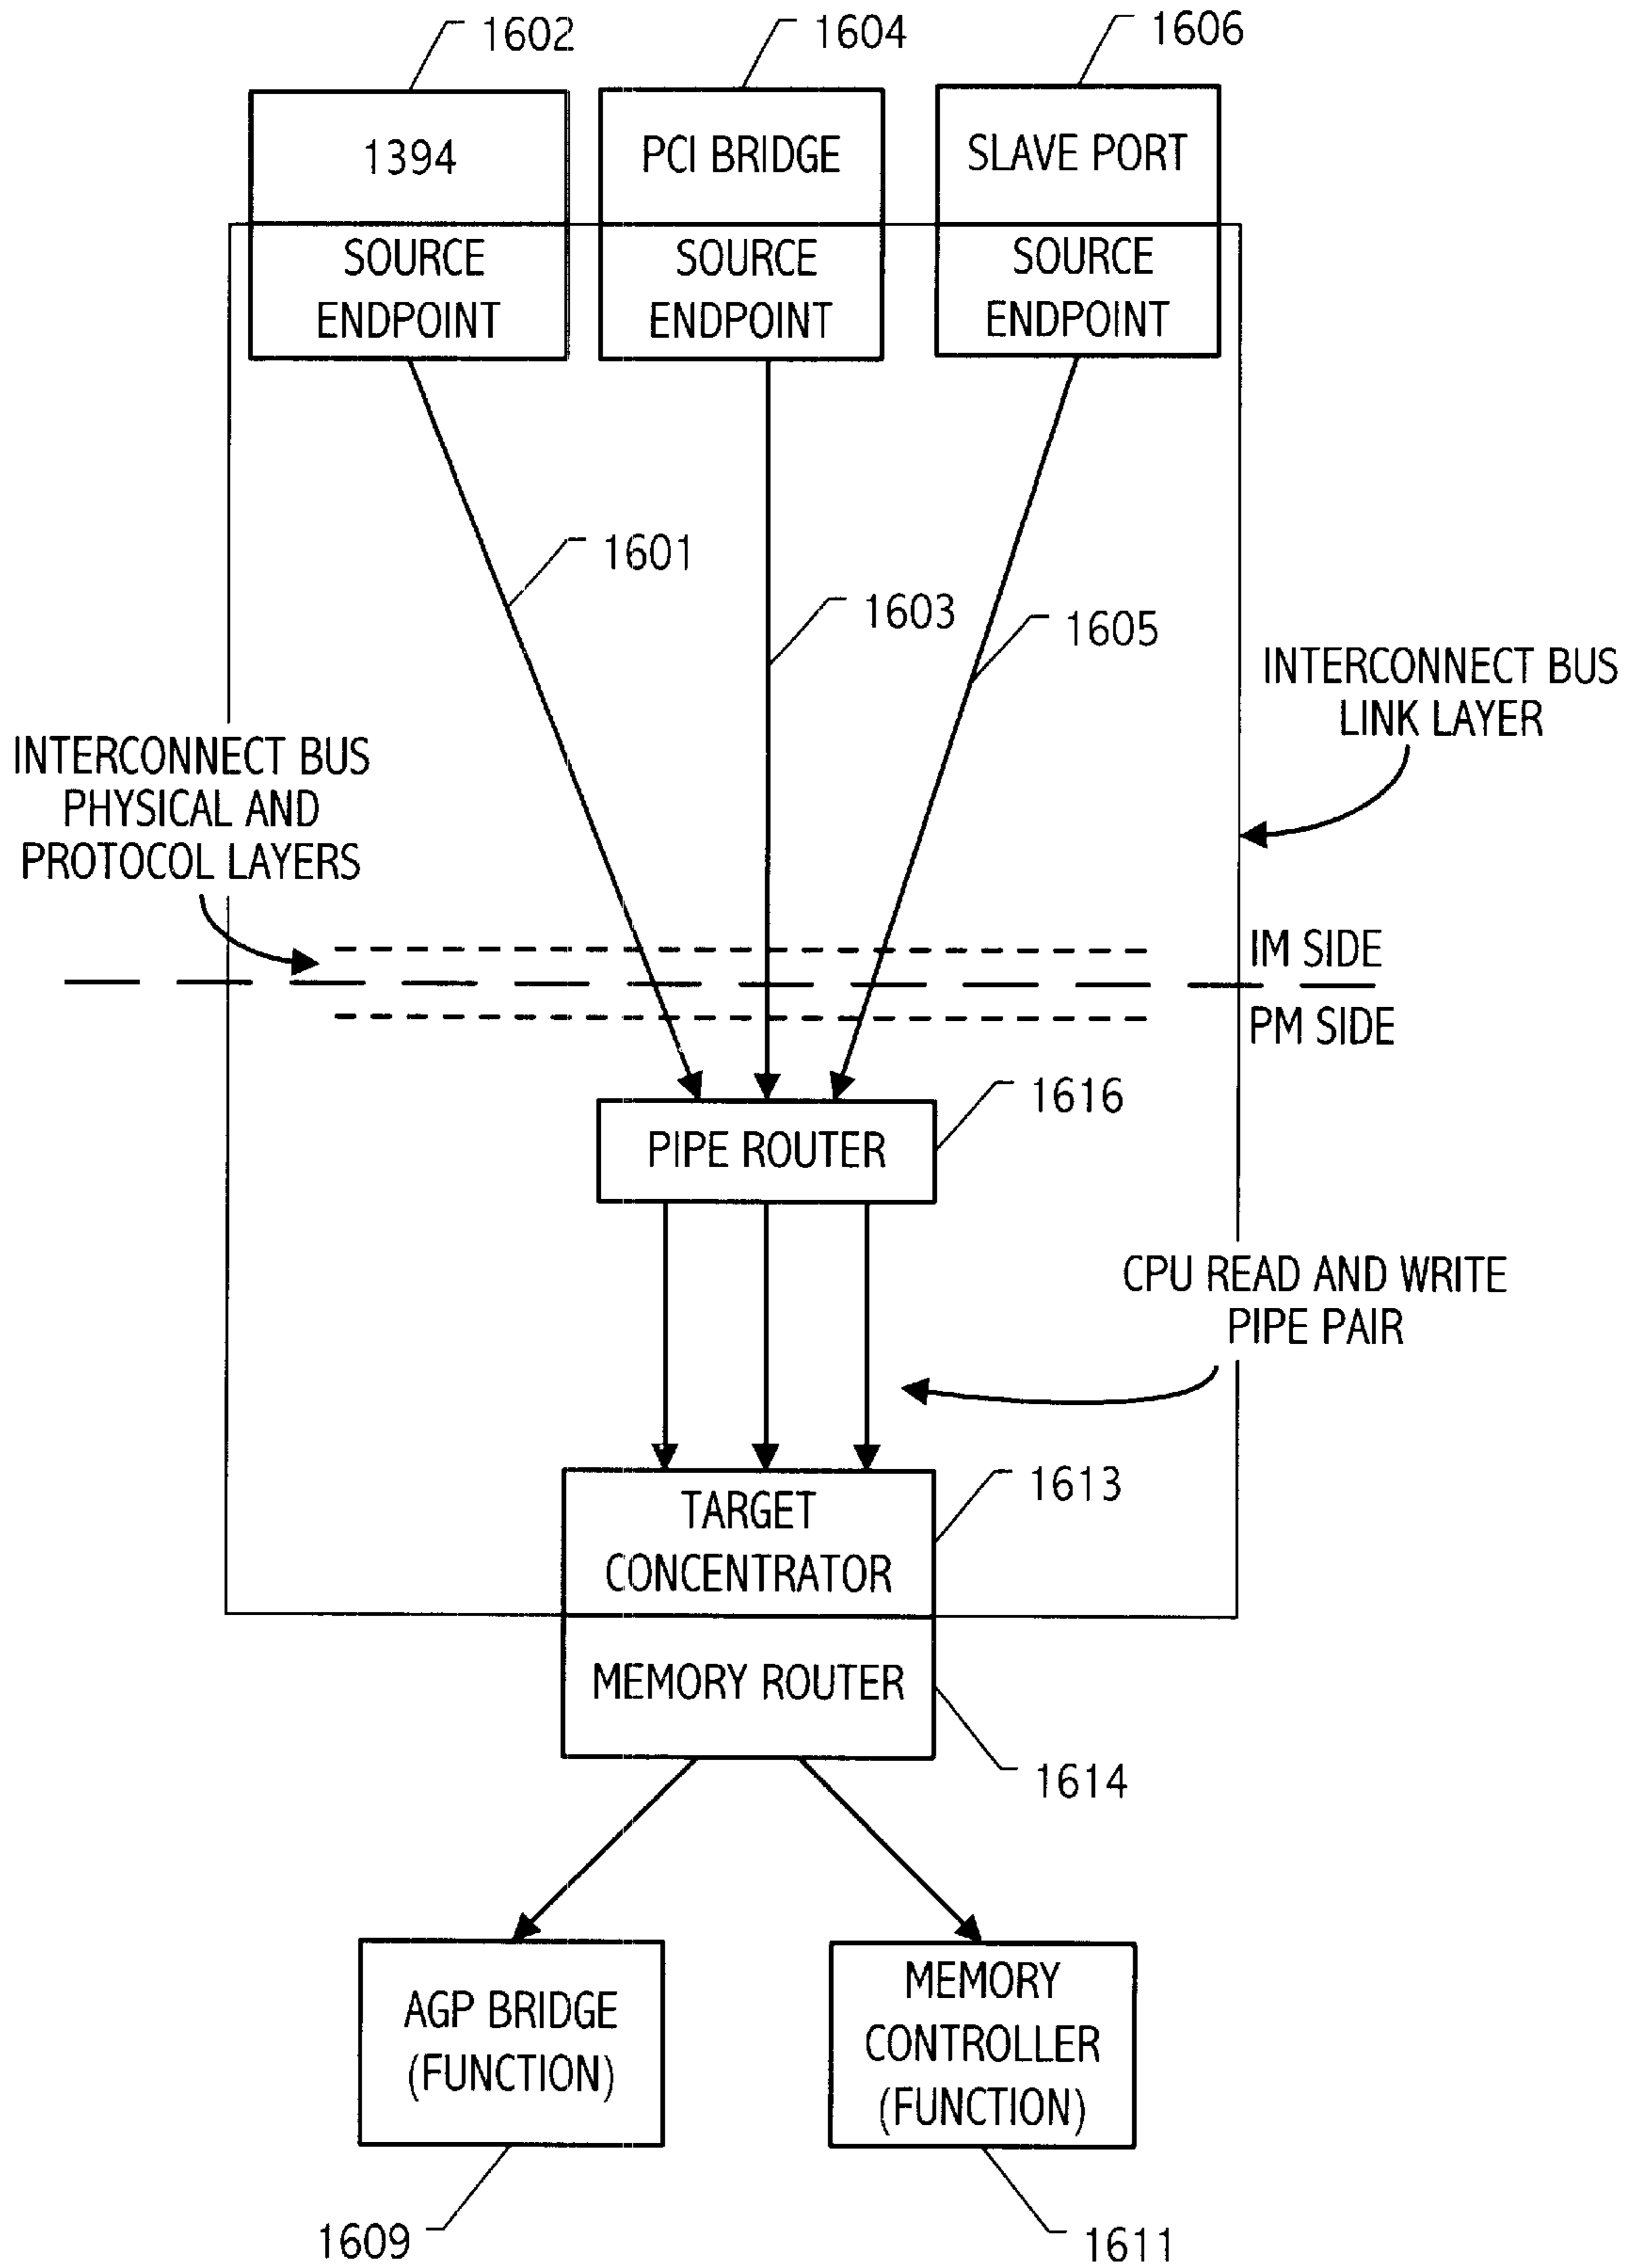 1602
1604
1606
1394
PCI BRIDGE
SLAVE PORT
SOURCE
ENDPOINT
SOURCE
ENDPOINT
SOURCE
ENDPOINT
1601
1603
1605
INTERCONNECT BUS
LINK LAYER
INTERCONNECT BUS
PHYSICAL AND
PROTOCOL LAYERS
IM SIDE
PM SIDE
1616
PIPE ROUTER
CPU READ AND WRITE
PIPE PAIR
1613
TARGET
CONCENTRATOR
MEMORY ROUTER
1614
AGP BRIDGE
(FUNCTION)
MEMORY
CONTROLLER
(FUNCTION)
1609
1611